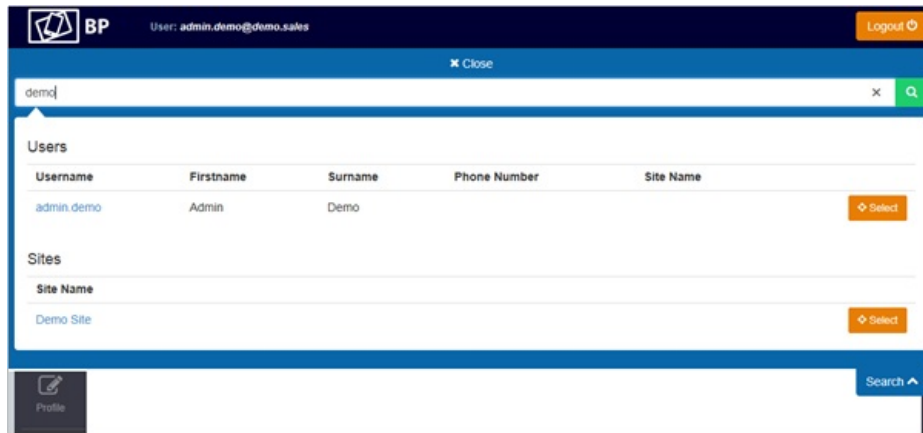 BP User: admin.demo@demo.sales Logout
Close
demo
Users
Username Firstname Surname Phone Number Site Name
admin.demo Admin Demo Select
Sites
Site Name
Demo Site Select
Search
Profile